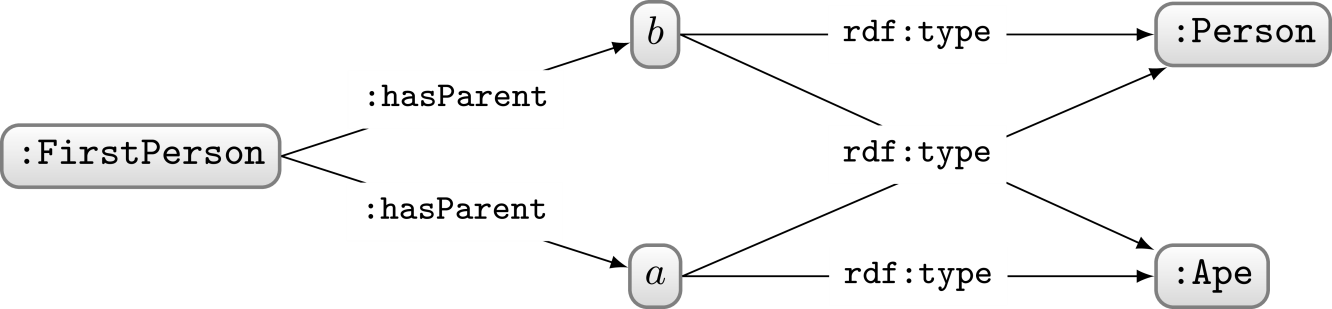 b rdf:type :Person
:hasParent
:FirstPerson rdf:type
:hasParent
a rdf:type :Ape